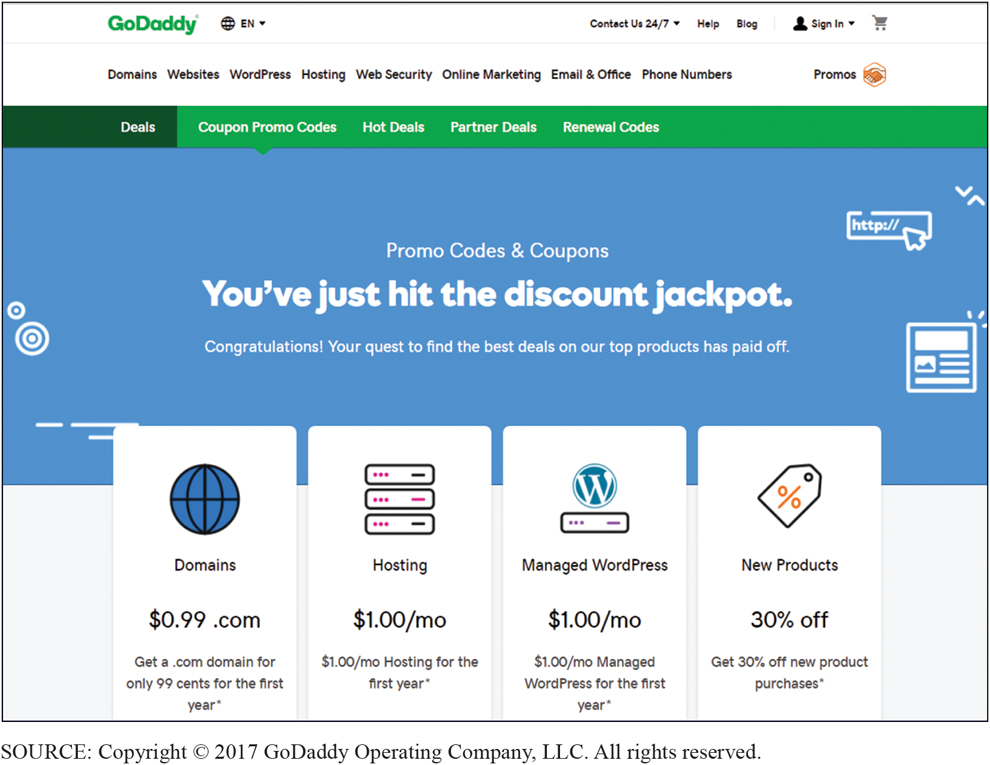 GoDaddy EN Contact Us 24/7 Help Blog Sign In
Domains Websites WordPress Hosting Web Security Online Marketing Email & Office Phone Numbers Promos
Deals Coupon Promo Codes Hot Deals Partner Deals Renewal Codes
http://
Promo Codes & Coupons
You've just hit the discount jackpot.
Congratulations! Your quest to find the best deals on our top products has paid off.
Domains
$0.99 .com
Get a .com domain for
only 99 cents for the first
year*
Hosting
$1.00/mo
$1.00/mo Hosting for the
first year*
Managed WordPress
$1.00/mo
$1.00/mo Managed
WordPress for the first
year*
New Products
30% off
Get 30% off new product
purchases*
SOURCE: Copyright © 2017 GoDaddy Operating Company, LLC. All rights reserved.